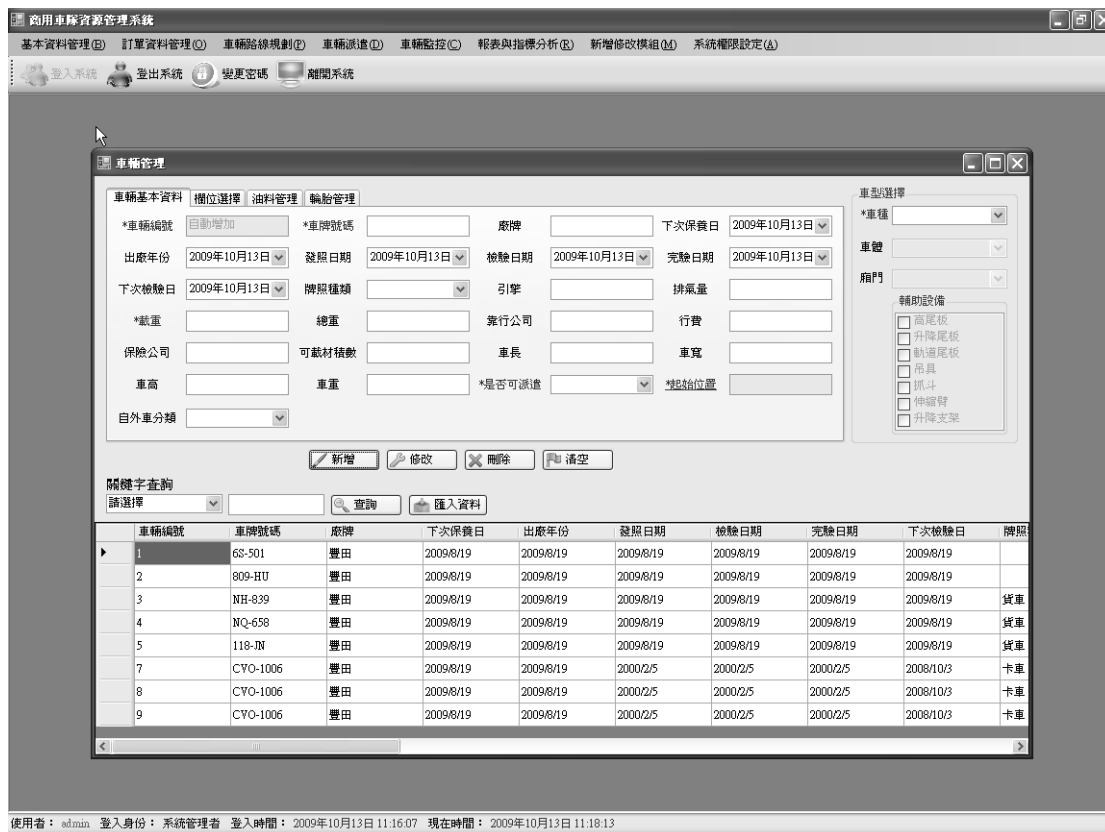 商用車隊資源管理系統
基本資料管理(B) 訂單資料管理(O) 車輛路線規劃(P) 車輛派遣(D) 車輛監控(C) 報表與指標分析(R) 新增修改模組(M) 系統權限設定(A)
登入系統 登出系統 變更密碼 離開系統
車輛管理
車輛基本資料 欄位選擇 油料管理 輪胎管理
*車輛編號 自動增加 *車牌號碼 廠牌 下次保養日 2009年10月13日
出廠年份 2009年10月13日 發照日期 2009年10月13日 檢驗日期 2009年10月13日 完驗日期 2009年10月13日
下次檢驗日 2009年10月13日 牌照種類 引擎 排氣量
*載重 總重 靠行公司 行費
保險公司 可載材積數 車長 車寬
車高 車重 *是否可派遣 *起始位置
自外車分類
車型選擇
*車種
車體
廂門
輔助設備
高尾板
升降尾板
軌道尾板
吊具
抓斗
伸縮臂
升降支架
新增 修改 刪除 清空
關鍵字查詢
請選擇 查詢 匯入資料
車輛編號 車牌號碼 廠牌 下次保養日 出廠年份 發照日期 檢驗日期 完驗日期 下次檢驗日 牌照
1 6S-501 豐田 2009/8/19 2009/8/19 2009/8/19 2009/8/19 2009/8/19 2009/8/19
2 809-HU 豐田 2009/8/19 2009/8/19 2009/8/19 2009/8/19 2009/8/19 2009/8/19
3 NH-839 豐田 2009/8/19 2009/8/19 2009/8/19 2009/8/19 2009/8/19 2009/8/19 貨車
4 NQ-658 豐田 2009/8/19 2009/8/19 2009/8/19 2009/8/19 2009/8/19 2009/8/19 貨車
5 118-JN 豐田 2009/8/19 2009/8/19 2009/8/19 2009/8/19 2009/8/19 2009/8/19 貨車
7 CVO-1006 豐田 2009/8/19 2009/8/19 2000/2/5 2000/2/5 2000/2/5 2008/10/3 卡車
8 CVO-1006 豐田 2009/8/19 2009/8/19 2000/2/5 2000/2/5 2000/2/5 2008/10/3 卡車
9 CVO-1006 豐田 2009/8/19 2009/8/19 2000/2/5 2000/2/5 2000/2/5 2008/10/3 卡車
使用者： admin 登入身份： 系統管理者 登入時間： 2009年10月13日 11:16:07 現在時間： 2009年10月13日 11:18:13